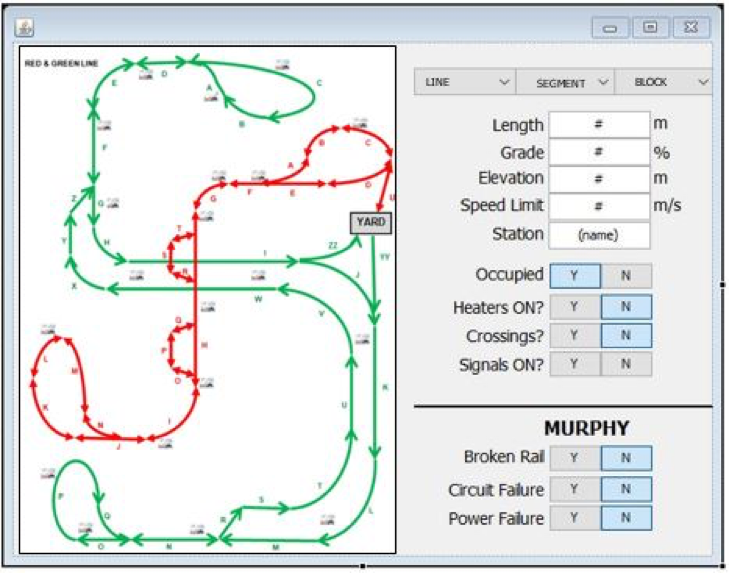 RED & GREEN LINE
E
D
C
A
B
F
B
C
A
D
F
E
G
U
Z
G
YARD
T
H
Y
S
I
ZZ
YY
R
J
X
W
V
Q
P
H
L
M
O
K
K
U
N
I
J
P
S
T
Q
R
L
O
N
M
LINE
SEGMENT
BLOCK
Length # m
Grade # %
Elevation # m
Speed Limit # m/s
Station (name)
Occupied Y N
Heaters ON? Y N
Crossings? Y N
Signals ON? Y N
MURPHY
Broken Rail Y N
Circuit Failure Y N
Power Failure Y N